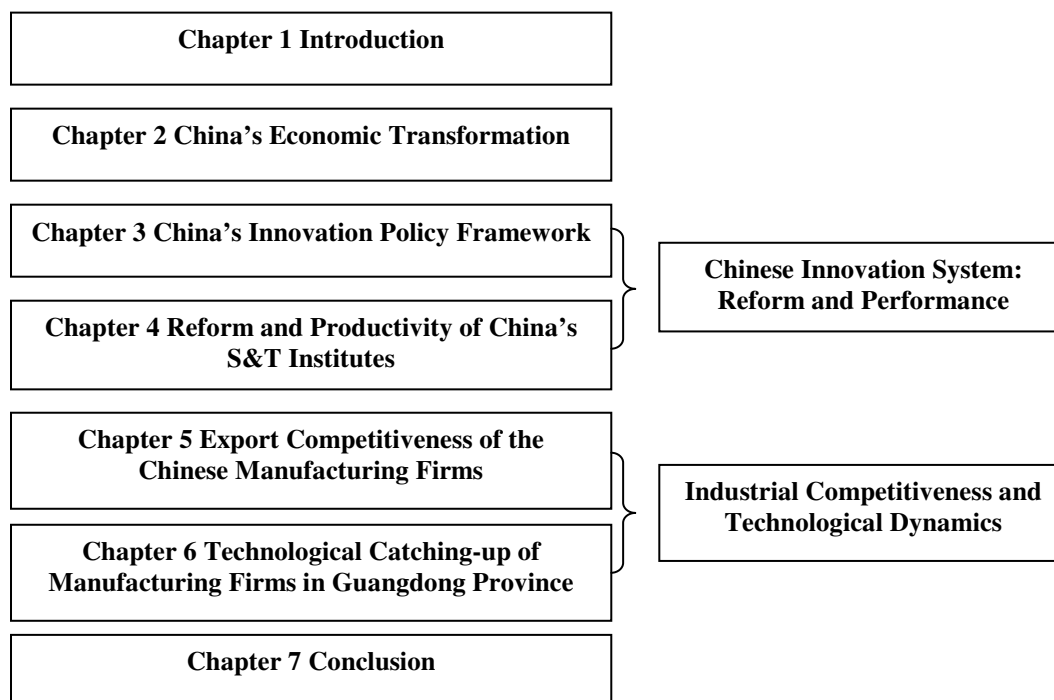 Chapter 1 Introduction
Chapter 2 China’s Economic Transformation
Chapter 3 China’s Innovation Policy Framework
Chinese Innovation System:
Reform and Performance
Chapter 4 Reform and Productivity of China’s
S&T Institutes
Chapter 5 Export Competitiveness of the
Chinese Manufacturing Firms
Industrial Competitiveness and
Technological Dynamics
Chapter 6 Technological Catching-up of
Manufacturing Firms in Guangdong Province
Chapter 7 Conclusion